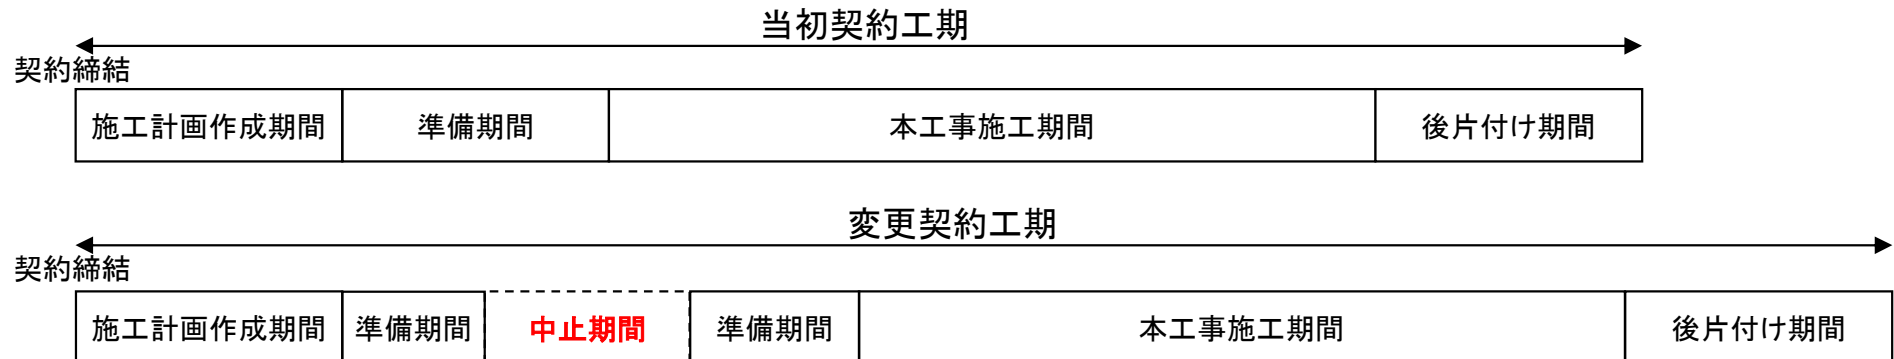 当初契約工期
契約締結
施工計画作成期間 準備期間 本工事施工期間 後片付け期間
変更契約工期
契約締結
施工計画作成期間 準備期間 中止期間 準備期間 本工事施工期間 後片付け期間